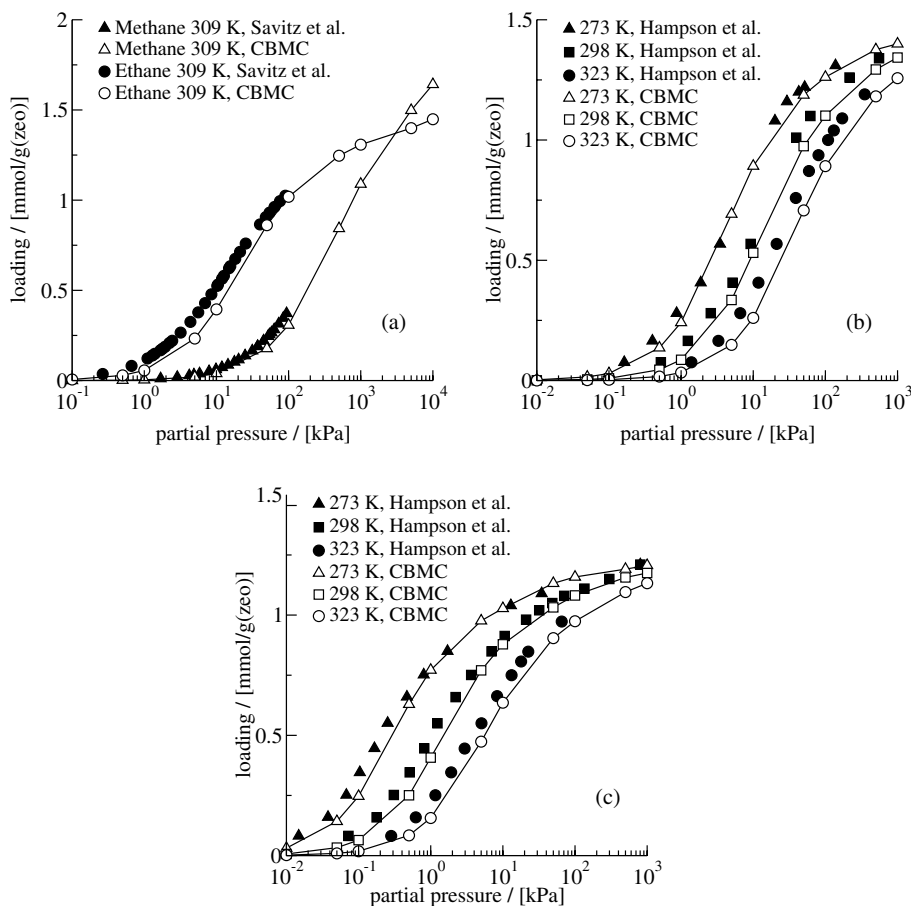 Methane 309 K, Savitz et al.
Methane 309 K, CBMC
Ethane 309 K, Savitz et al.
Ethane 309 K, CBMC
2
1.5
1
0.5
0
loading / [mmol/g(zeo)]
(a)
10⁻¹ 10⁰ 10¹ 10² 10³ 10⁴
partial pressure / [kPa]
273 K, Hampson et al.
298 K, Hampson et al.
323 K, Hampson et al.
273 K, CBMC
298 K, CBMC
323 K, CBMC
1.5
1
0.5
0
loading / [mmol/g(zeo)]
(b)
10⁻² 10⁻¹ 10⁰ 10¹ 10² 10³
partial pressure / [kPa]
273 K, Hampson et al.
298 K, Hampson et al.
323 K, Hampson et al.
273 K, CBMC
298 K, CBMC
323 K, CBMC
1.5
1
0.5
0
loading / [mmol/g(zeo)]
(c)
10⁻² 10⁻¹ 10⁰ 10¹ 10² 10³
partial pressure / [kPa]